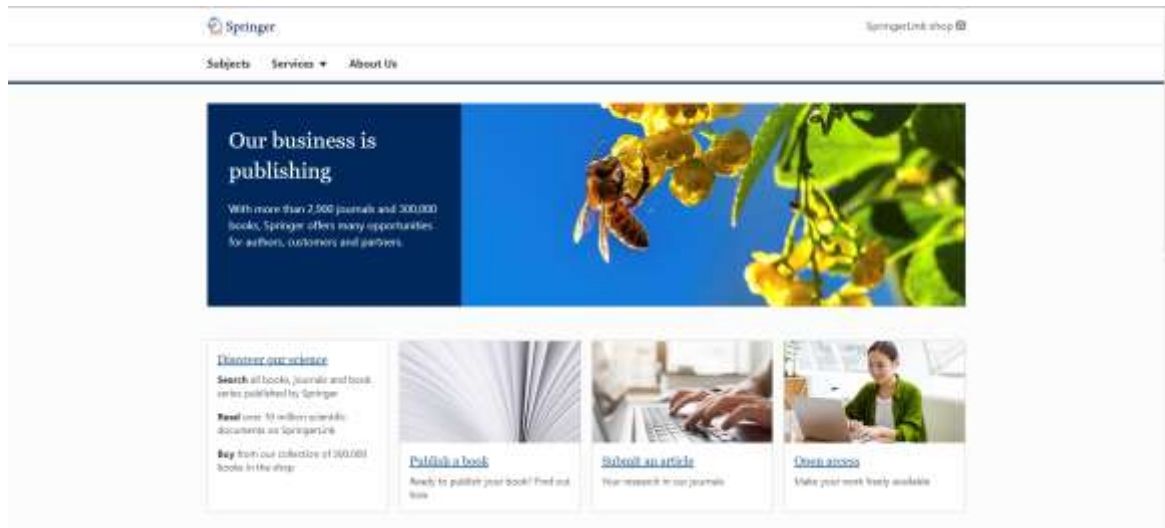 Springer
SpringerLink shop
Subjects Services About Us
Our business is
publishing
With more than 2,900 journals and 300,000
books, Springer offers many opportunities
for authors, customers and partners.
Discover our science
Search all books, journals and book
series published by Springer
Read over 10 million scientific
documents on SpringerLink
Buy from our collection of 300,000
books in the shop
Publish a book
Ready to publish your book? Find out
how
Submit an article
Your research in our journals
Open access
Make your work freely available